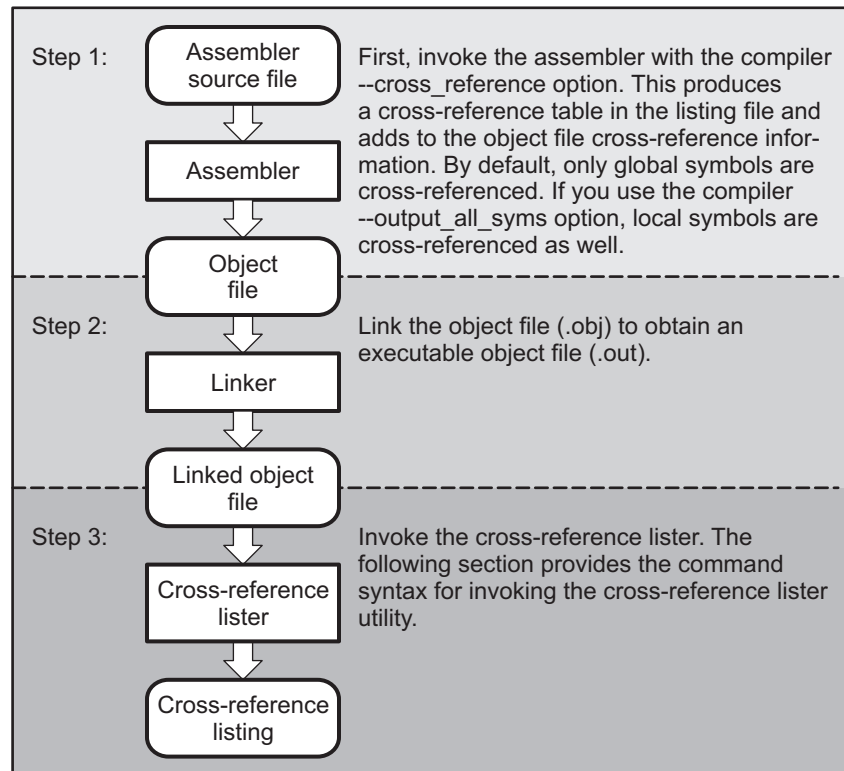 Step 1:
Assembler
source file
Assembler
Object
file
First, invoke the assembler with the compiler
--cross_reference option. This produces
a cross-reference table in the listing file and
adds to the object file cross-reference infor-
mation. By default, only global symbols are
cross-referenced. If you use the compiler
--output_all_syms option, local symbols are
cross-referenced as well.
Step 2:
Linker
Linked object
file
Link the object file (.obj) to obtain an
executable object file (.out).
Step 3:
Cross-reference
lister
Cross-reference
listing
Invoke the cross-reference lister. The
following section provides the command
syntax for invoking the cross-reference lister
utility.